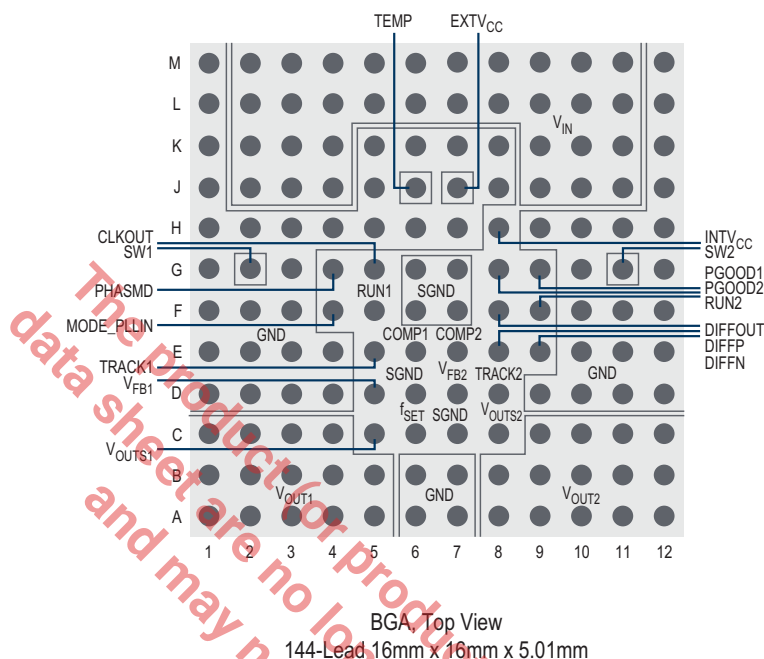 TEMP EXTVCC
M
L
VIN
K
J
H
CLKOUT INTVCC
SW1 SW2
G
PGOOD1
PHASMD RUN1 SGND PGOOD2
RUN2
F
MODE_PLLIN GND COMP1 COMP2 DIFFOUT
DIFFP
E
TRACK1 SGND VFB2 TRACK2 GND DIFFN
VFB1
D
fSET SGND VOUTS2
C
VOUTS1
B
VOUT1 GND VOUT2
A
1 2 3 4 5 6 7 8 9 10 11 12
BGA, Top View
144-Lead 16mm x 16mm x 5.01mm
The product (or produc
data sheet are no lo
and may